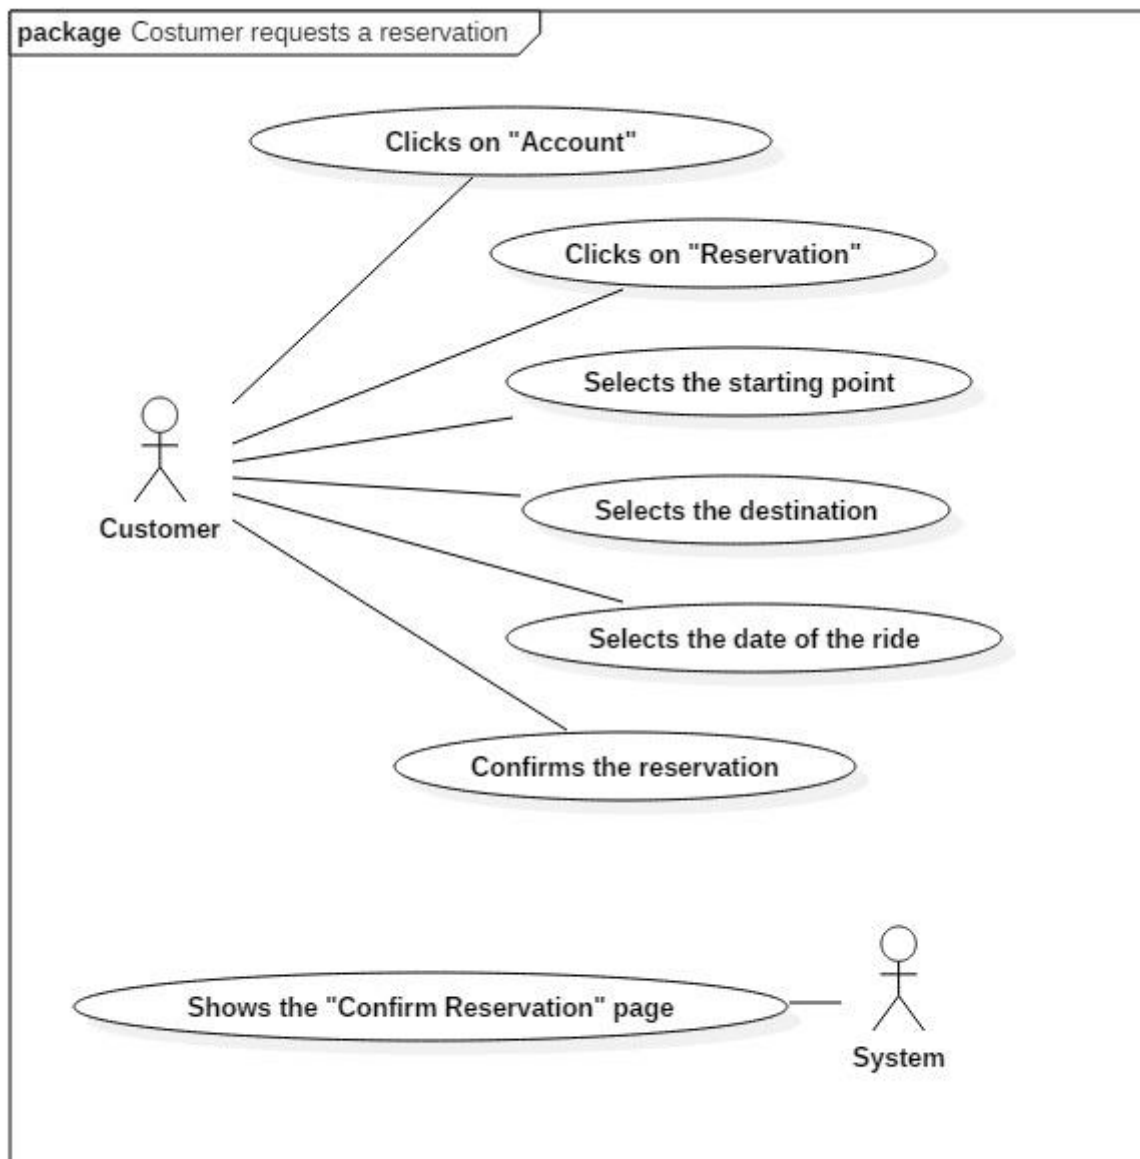 package Costumer requests a reservation
Clicks on "Account"
Clicks on "Reservation"
Selects the starting point
Customer
Selects the destination
Selects the date of the ride
Confirms the reservation
Shows the "Confirm Reservation" page
System